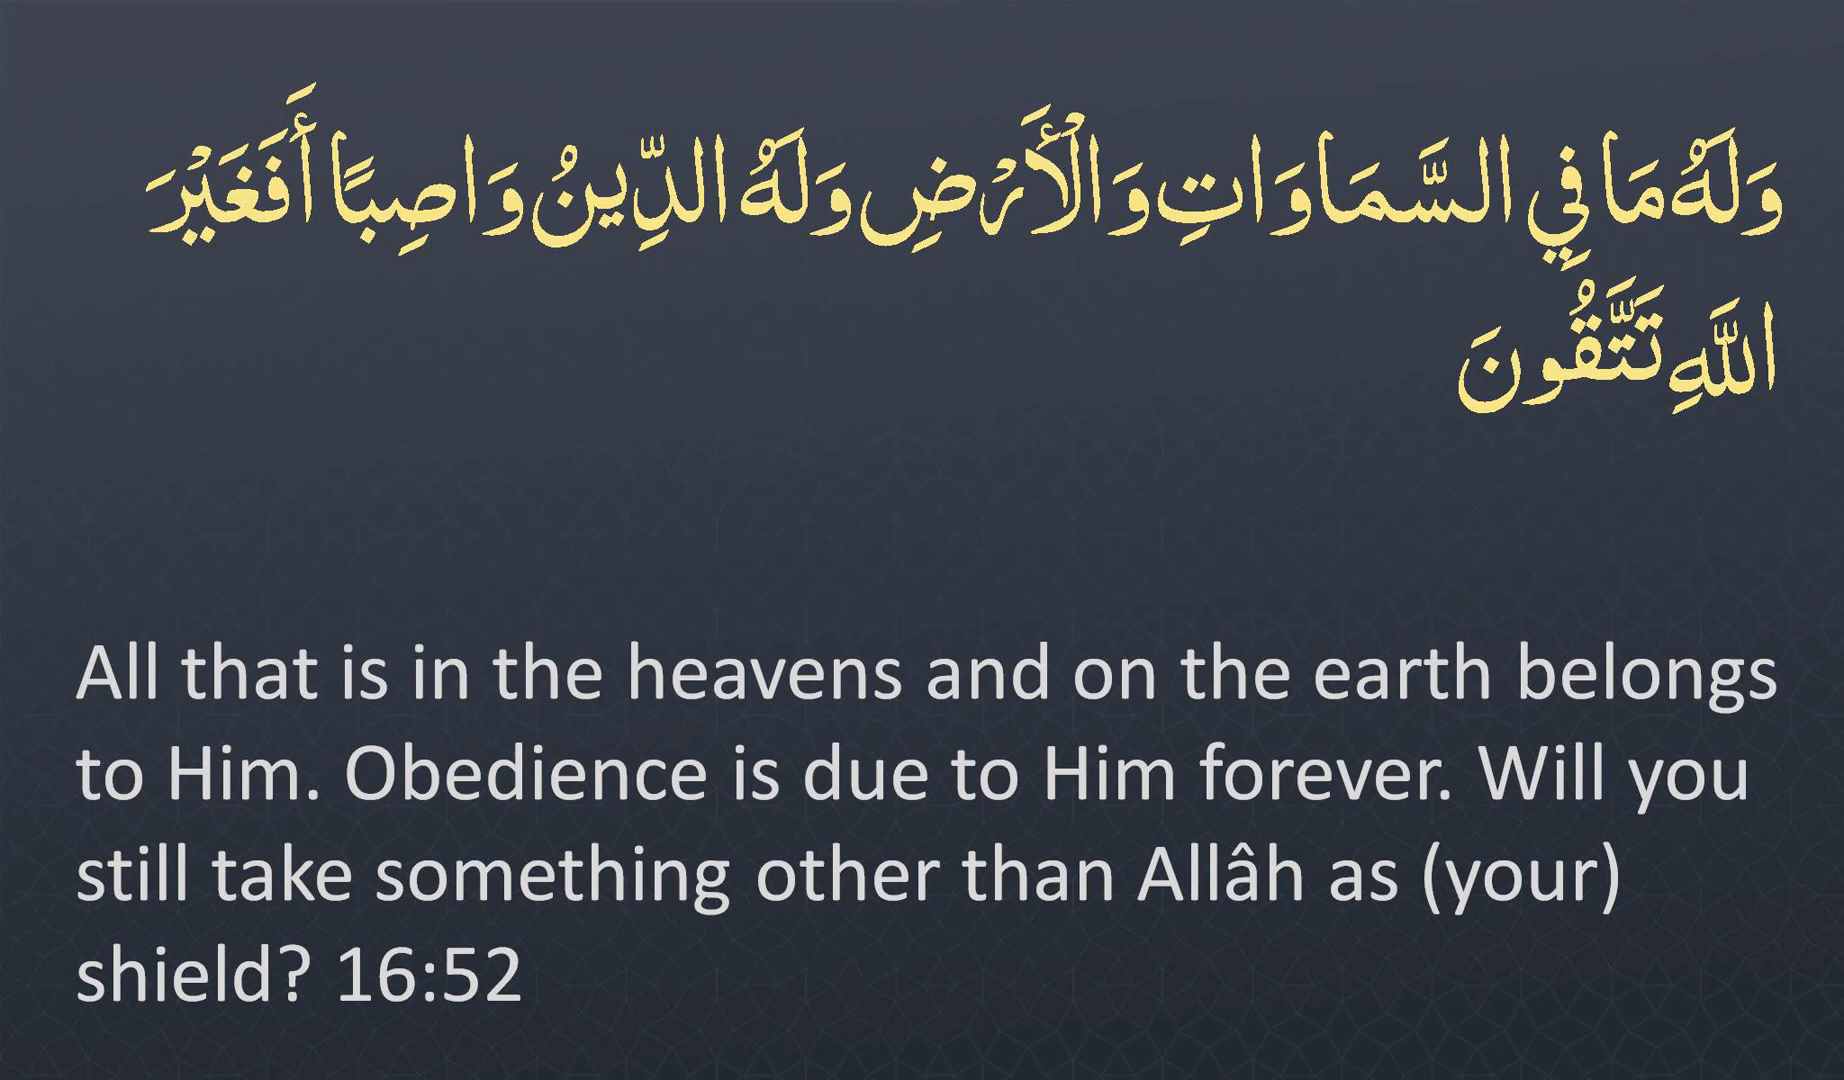 وَلَهُ مَا فِي السَّمَاوَاتِ وَالْأَرْضِ وَلَهُ الدِّينُ وَاصِبًا أَفَغَيْرَ
اللَّهِ تَتَّقُونَ
All that is in the heavens and on the earth belongs
to Him. Obedience is due to Him forever. Will you
still take something other than Allâh as (your)
shield? 16:52